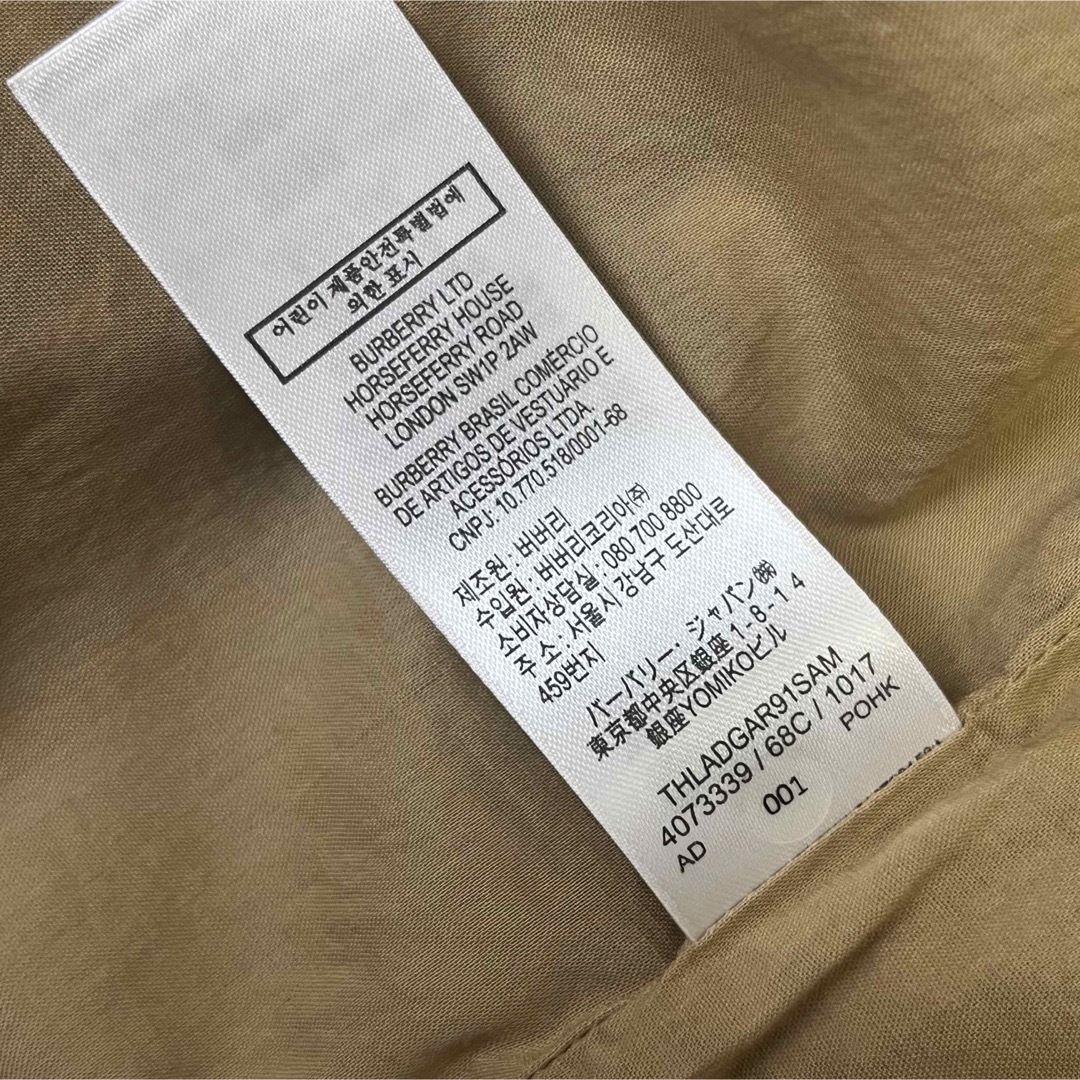 어린이 제품안전특별법에
의한 표시
BURBERRY LTD
HORSEFERRY HOUSE
HORSEFERRY ROAD
LONDON SW1P 2AW
BURBERRY BRASIL COMÉRCIO
DE ARTIGOS DE VESTUÁRIO E
ACESSÓRIOS LTDA.
CNPJ: 10.770.518/0001-68
제조원 : 버버리
수입원 : 버버리코리아(주)
소비자상담실 : 080 700 8800
주 소 : 서울시 강남구 도산대로
459번지
バーバリー・ジャパン㈱
東京都中央区銀座1-8-1 4
銀座YOMIKOビル
THLADGAR91SAM
4073339 / 68C / 1017
AD 001 POHK